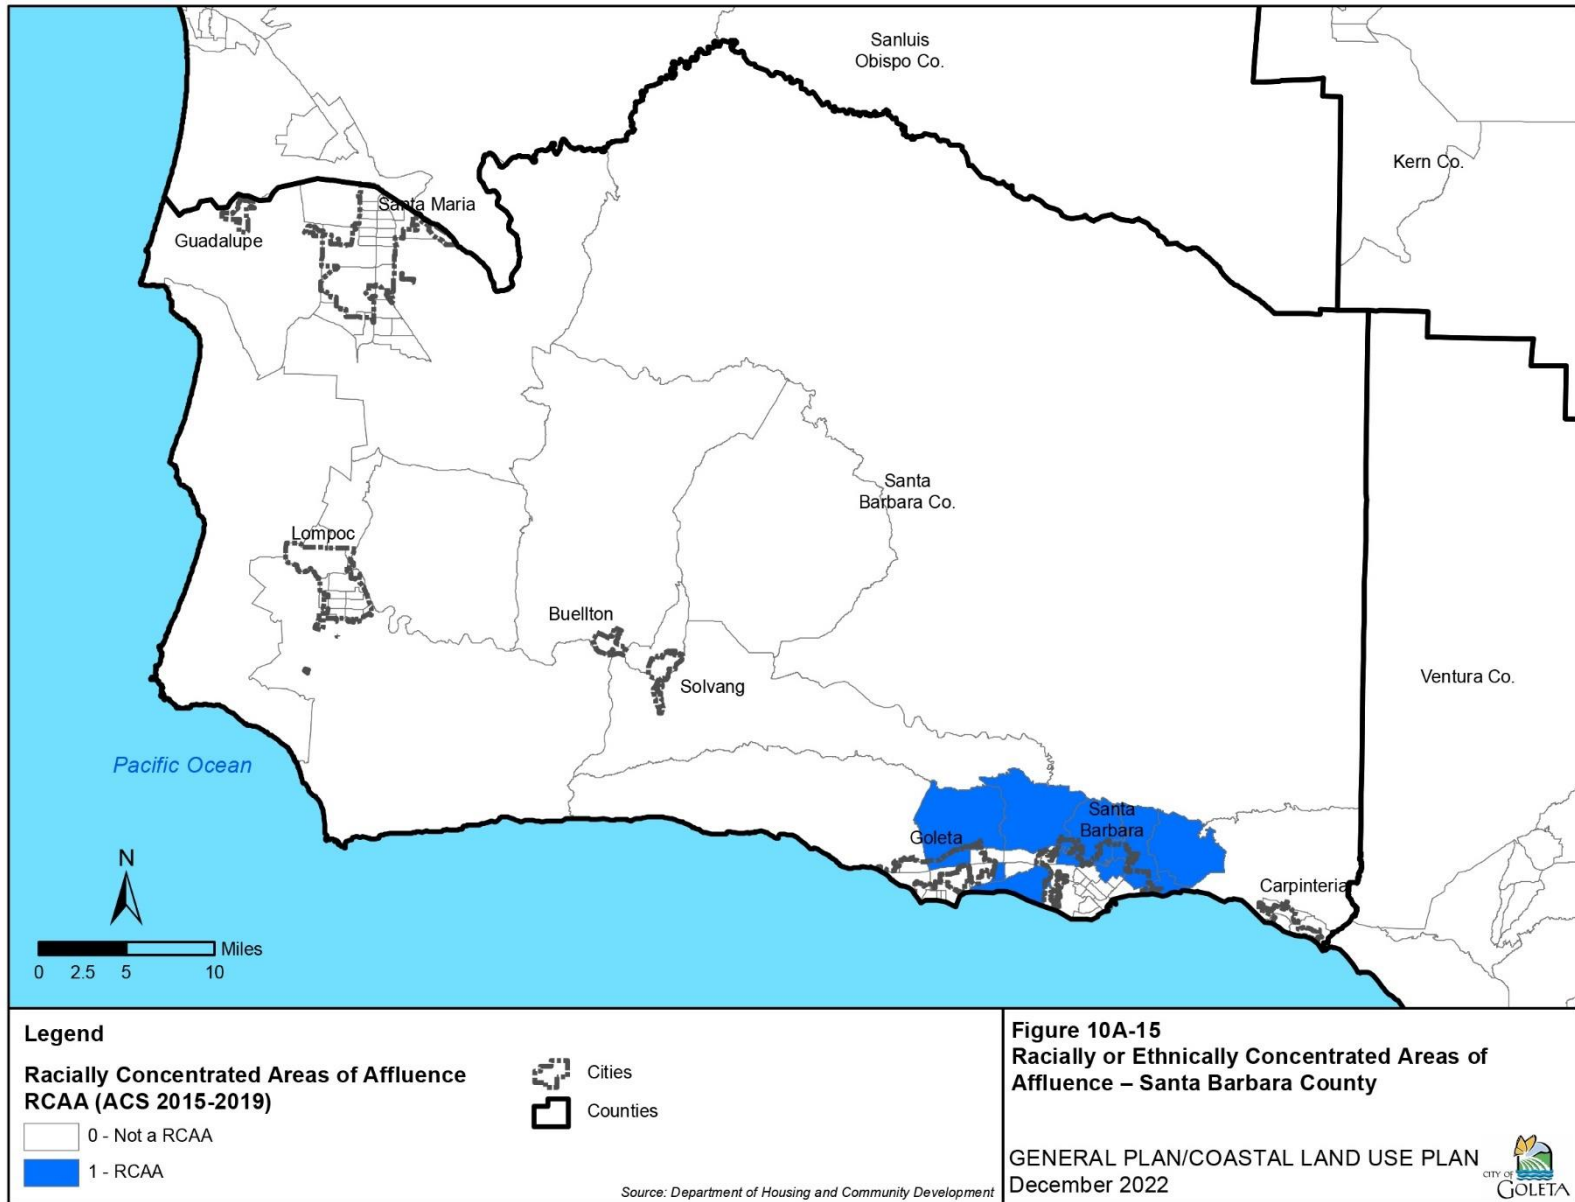 Sanluis
Obispo Co.
Kern Co.
Santa Maria
Guadalupe
Santa
Barbara Co.
Lompoc
Buellton
Solvang
Ventura Co.
Pacific Ocean
Santa
Barbara
Goleta
Carpinteria
N
Miles
0 2.5 5 10
Legend
Racially Concentrated Areas of Affluence
RCAA (ACS 2015-2019)
0 - Not a RCAA
1 - RCAA
Cities
Counties
Source: Department of Housing and Community Development
Figure 10A-15
Racially or Ethnically Concentrated Areas of
Affluence – Santa Barbara County
GENERAL PLAN/COASTAL LAND USE PLAN
December 2022
CITY OF
GOLETA